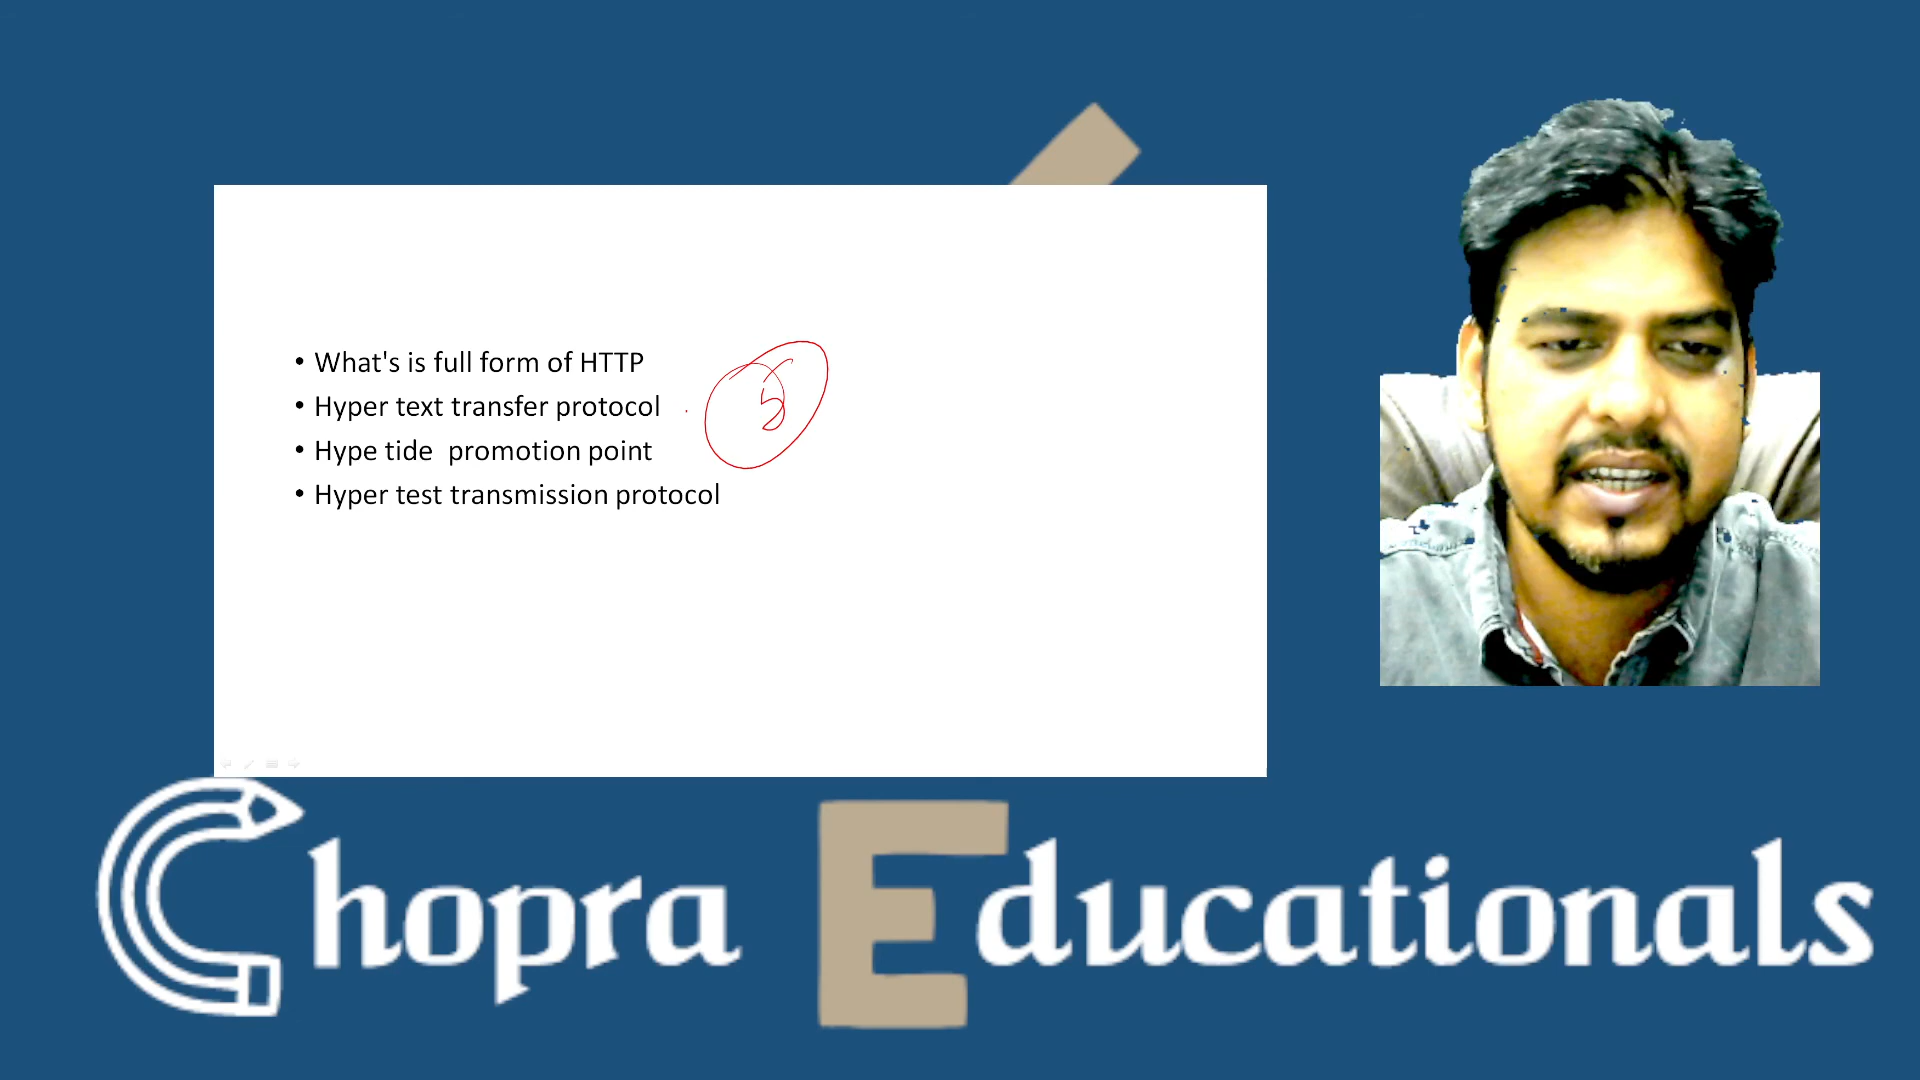 What's is full form of HTTP
Hyper text transfer protocol
Hype tide promotion point
Hyper test transmission protocol
5
Chopra Educationals